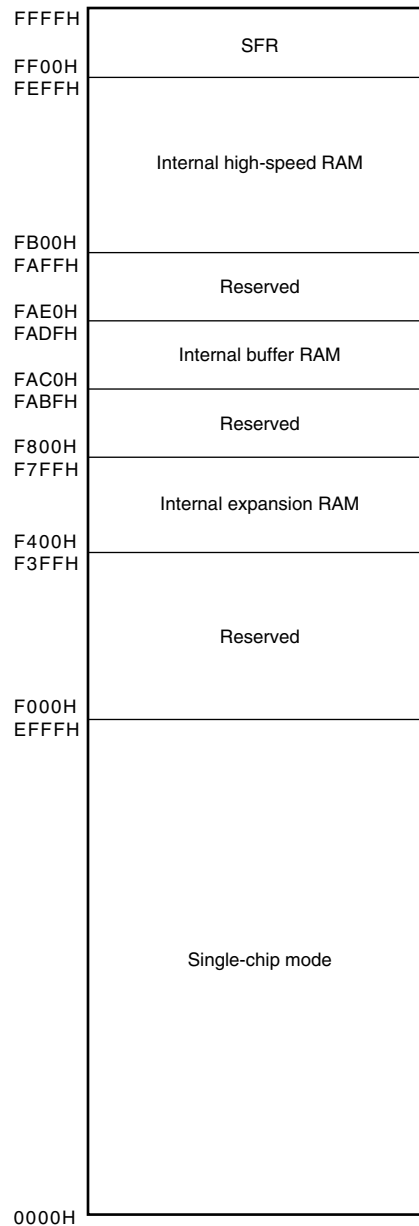 FFFFH
SFR
FF00H
FEFFH
Internal high-speed RAM
FB00H
FAFFH
Reserved
FAE0H
FADFH
Internal buffer RAM
FAC0H
FABFH
Reserved
F800H
F7FFH
Internal expansion RAM
F400H
F3FFH
Reserved
F000H
EFFFH
Single-chip mode
0000H